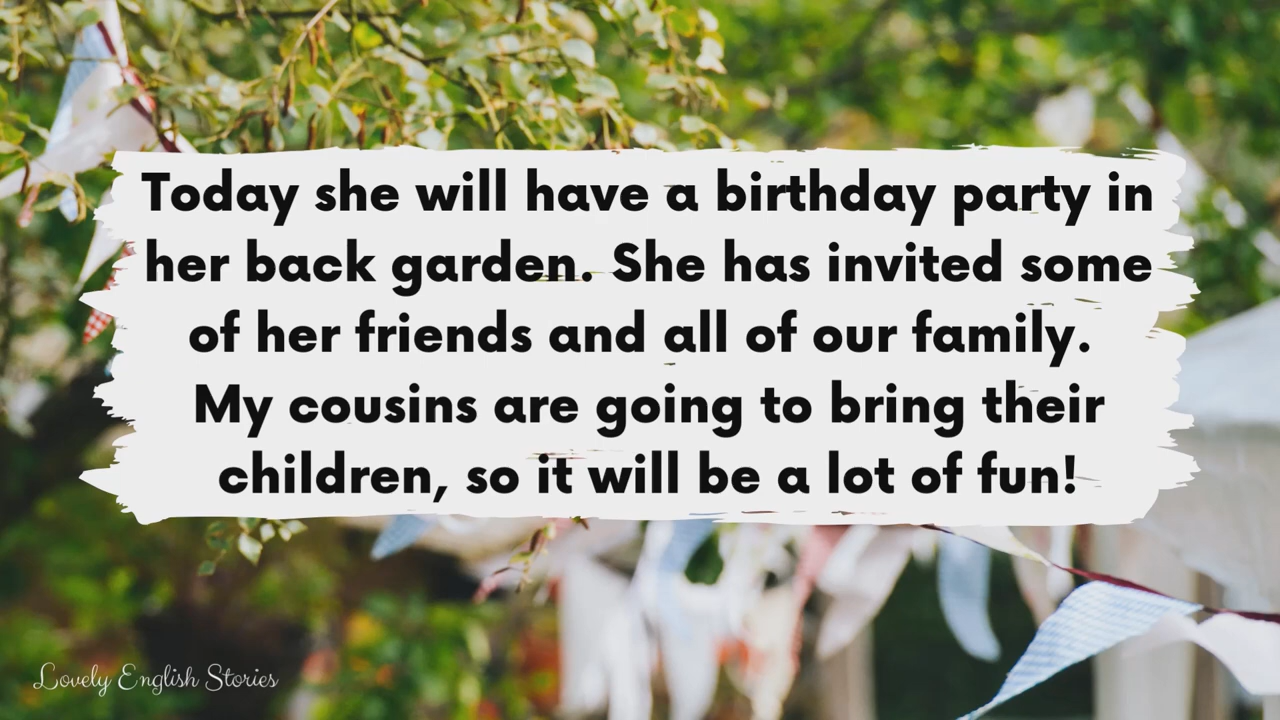 Today she will have a birthday party in
her back garden. She has invited some
of her friends and all of our family.
My cousins are going to bring their
children, so it will be a lot of fun!
Lovely English Stories